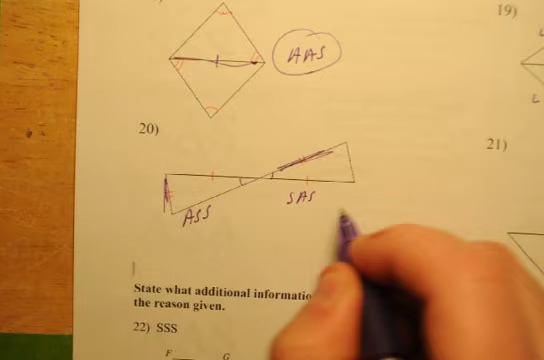 19)
AAS
20)
21)
ASS
SAS
State what additional informatio
the reason given.
22) SSS
F G